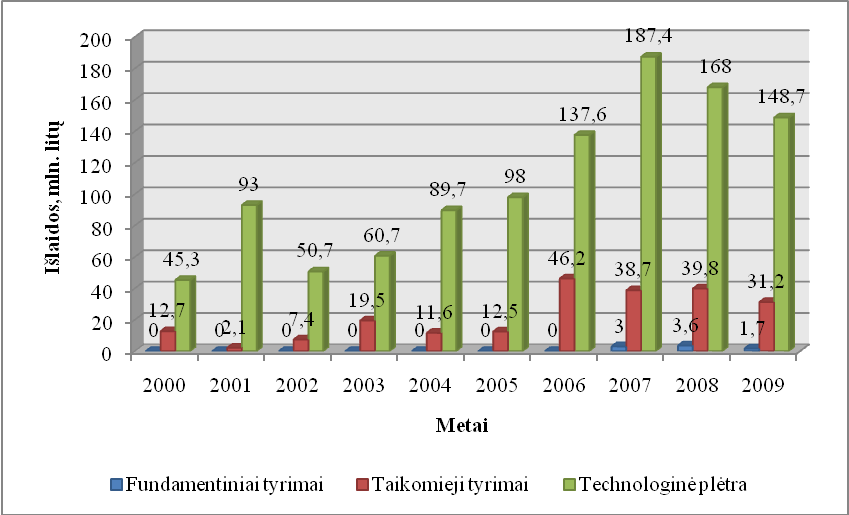 Išlaidos, mln. litų
200
180
160
140
120
100
80
60
40
20
0
0 12,7 45,3
0 2,1 93
0 7,4 50,7
0 19,5 60,7
0 11,6 89,7
0 12,5 98
0 46,2 137,6
3 38,7 187,4
3,6 39,8 168
1,7 31,2 148,7
2000 2001 2002 2003 2004 2005 2006 2007 2008 2009
Metai
Fundamentiniai tyrimai Taikomieji tyrimai Technologinė plėtra